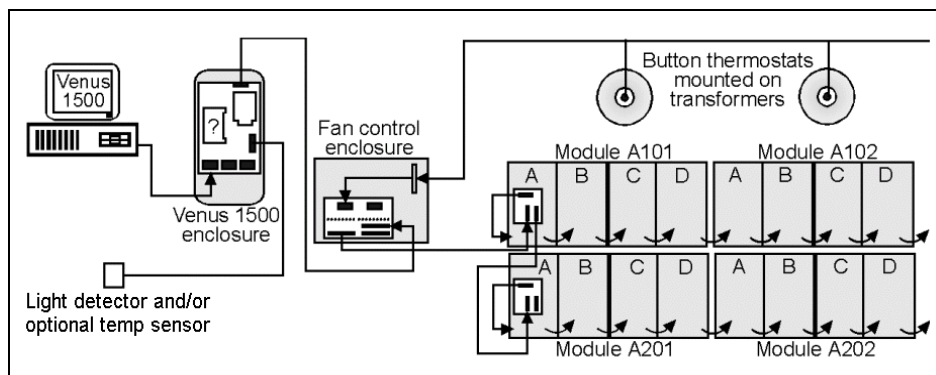 Venus
1500
?
Venus 1500
enclosure
Light detector and/or
optional temp sensor
Fan control
enclosure
Button thermostats
mounted on
transformers
Module A101
A B C D
Module A102
A B C D
A B C D
Module A201
A B C D
Module A202